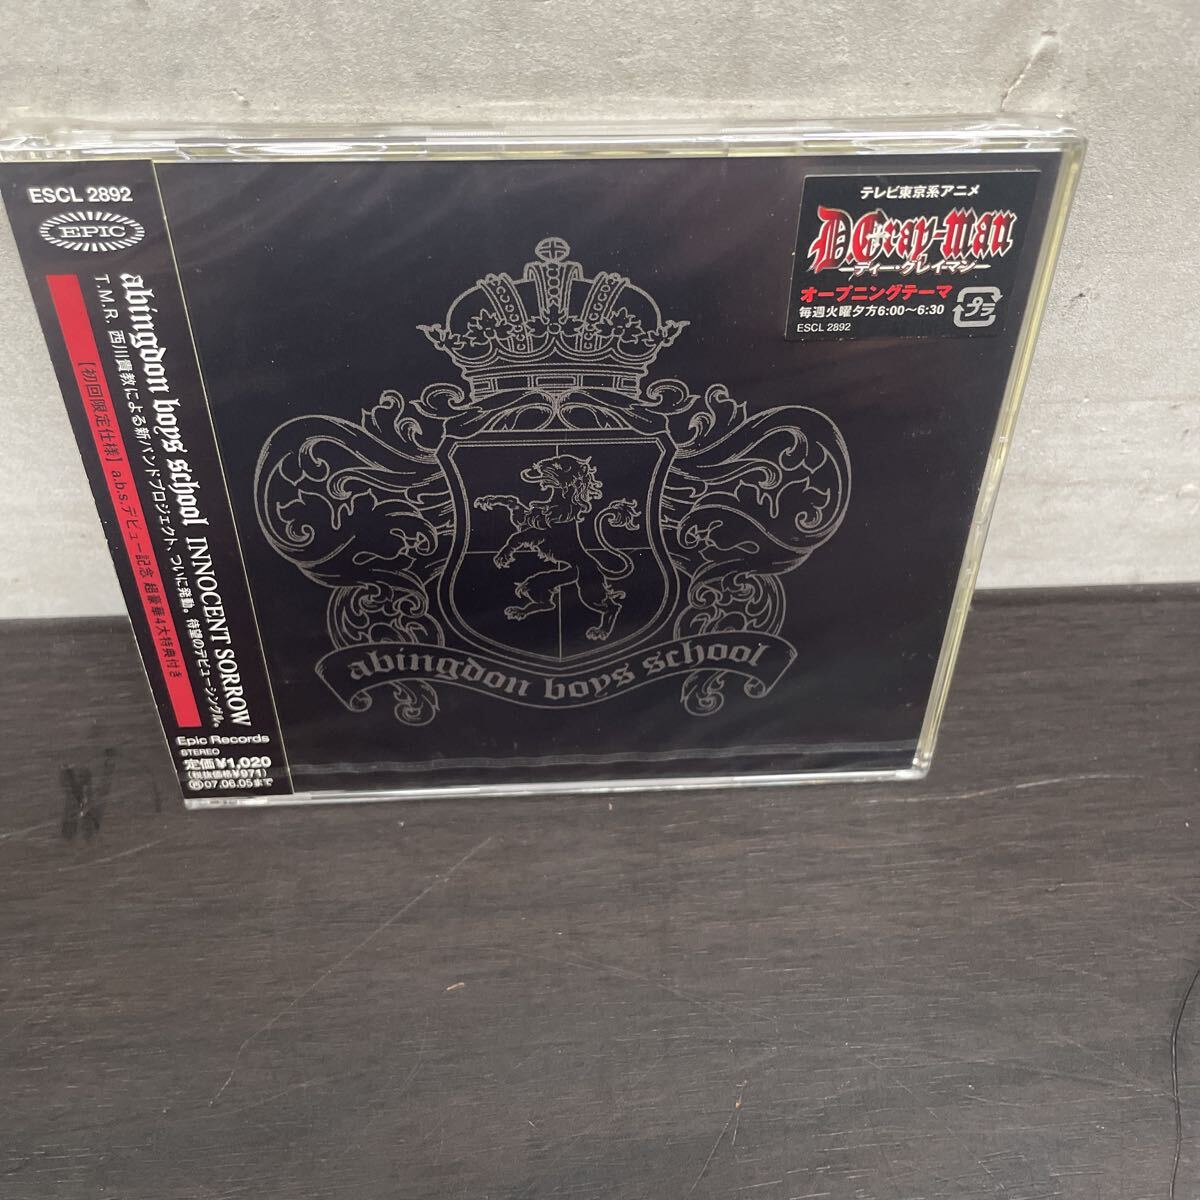 ESCL 2892
EPIC
abingdon boys school INNOCENT SORROW
T.M.R. 西川貴教による新バンドプロジェクト、ついに発動。待望のデビューシングル。
【初回限定仕様】a.b.s.デビュー記念 超豪華4大特典付き
Epic Records
STEREO
定価¥1,020
(税抜価格¥971)
07.06.05まで
テレビ東京系アニメ
D.Gray-man
ディー・グレイマン
オープニングテーマ
毎週火曜夕方6:00〜6:30
ESCL 2892
プラ
abingdon boys school